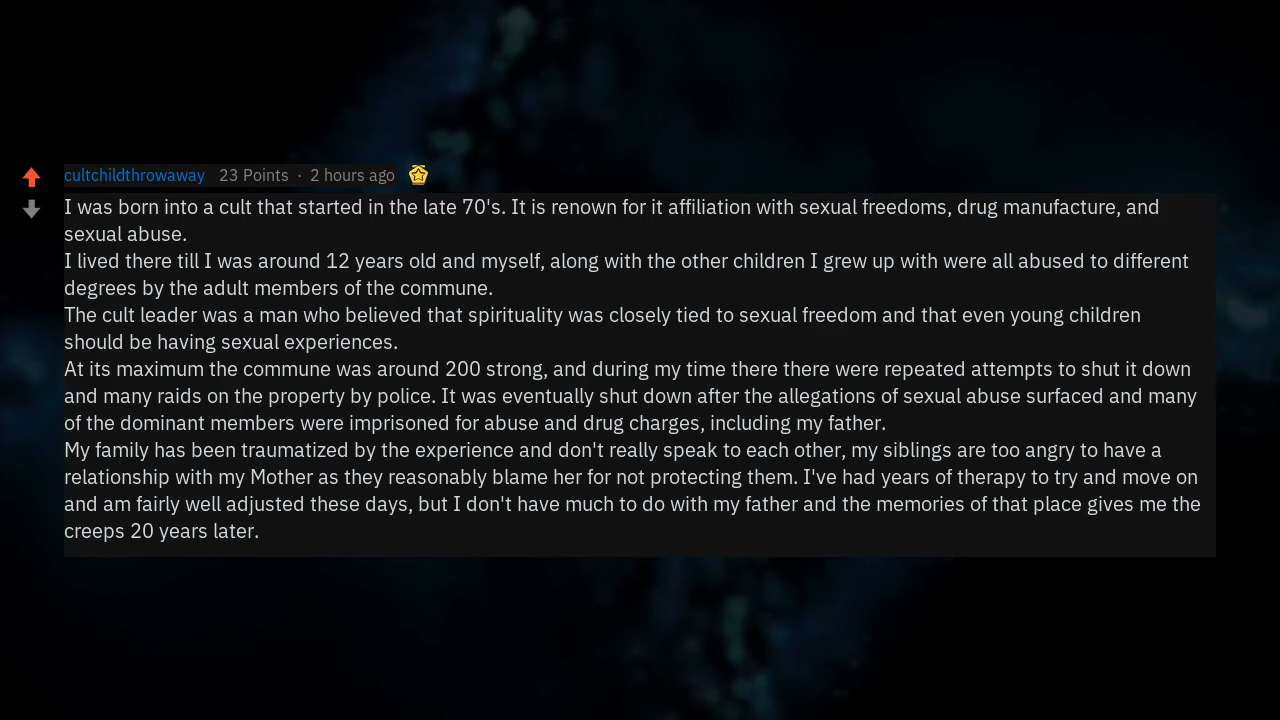 cultchildthrowaway 23 Points · 2 hours ago
I was born into a cult that started in the late 70's. It is renown for it affiliation with sexual freedoms, drug manufacture, and
sexual abuse.
I lived there till I was around 12 years old and myself, along with the other children I grew up with were all abused to different
degrees by the adult members of the commune.
The cult leader was a man who believed that spirituality was closely tied to sexual freedom and that even young children
should be having sexual experiences.
At its maximum the commune was around 200 strong, and during my time there there were repeated attempts to shut it down
and many raids on the property by police. It was eventually shut down after the allegations of sexual abuse surfaced and many
of the dominant members were imprisoned for abuse and drug charges, including my father.
My family has been traumatized by the experience and don't really speak to each other, my siblings are too angry to have a
relationship with my Mother as they reasonably blame her for not protecting them. I've had years of therapy to try and move on
and am fairly well adjusted these days, but I don't have much to do with my father and the memories of that place gives me the
creeps 20 years later.